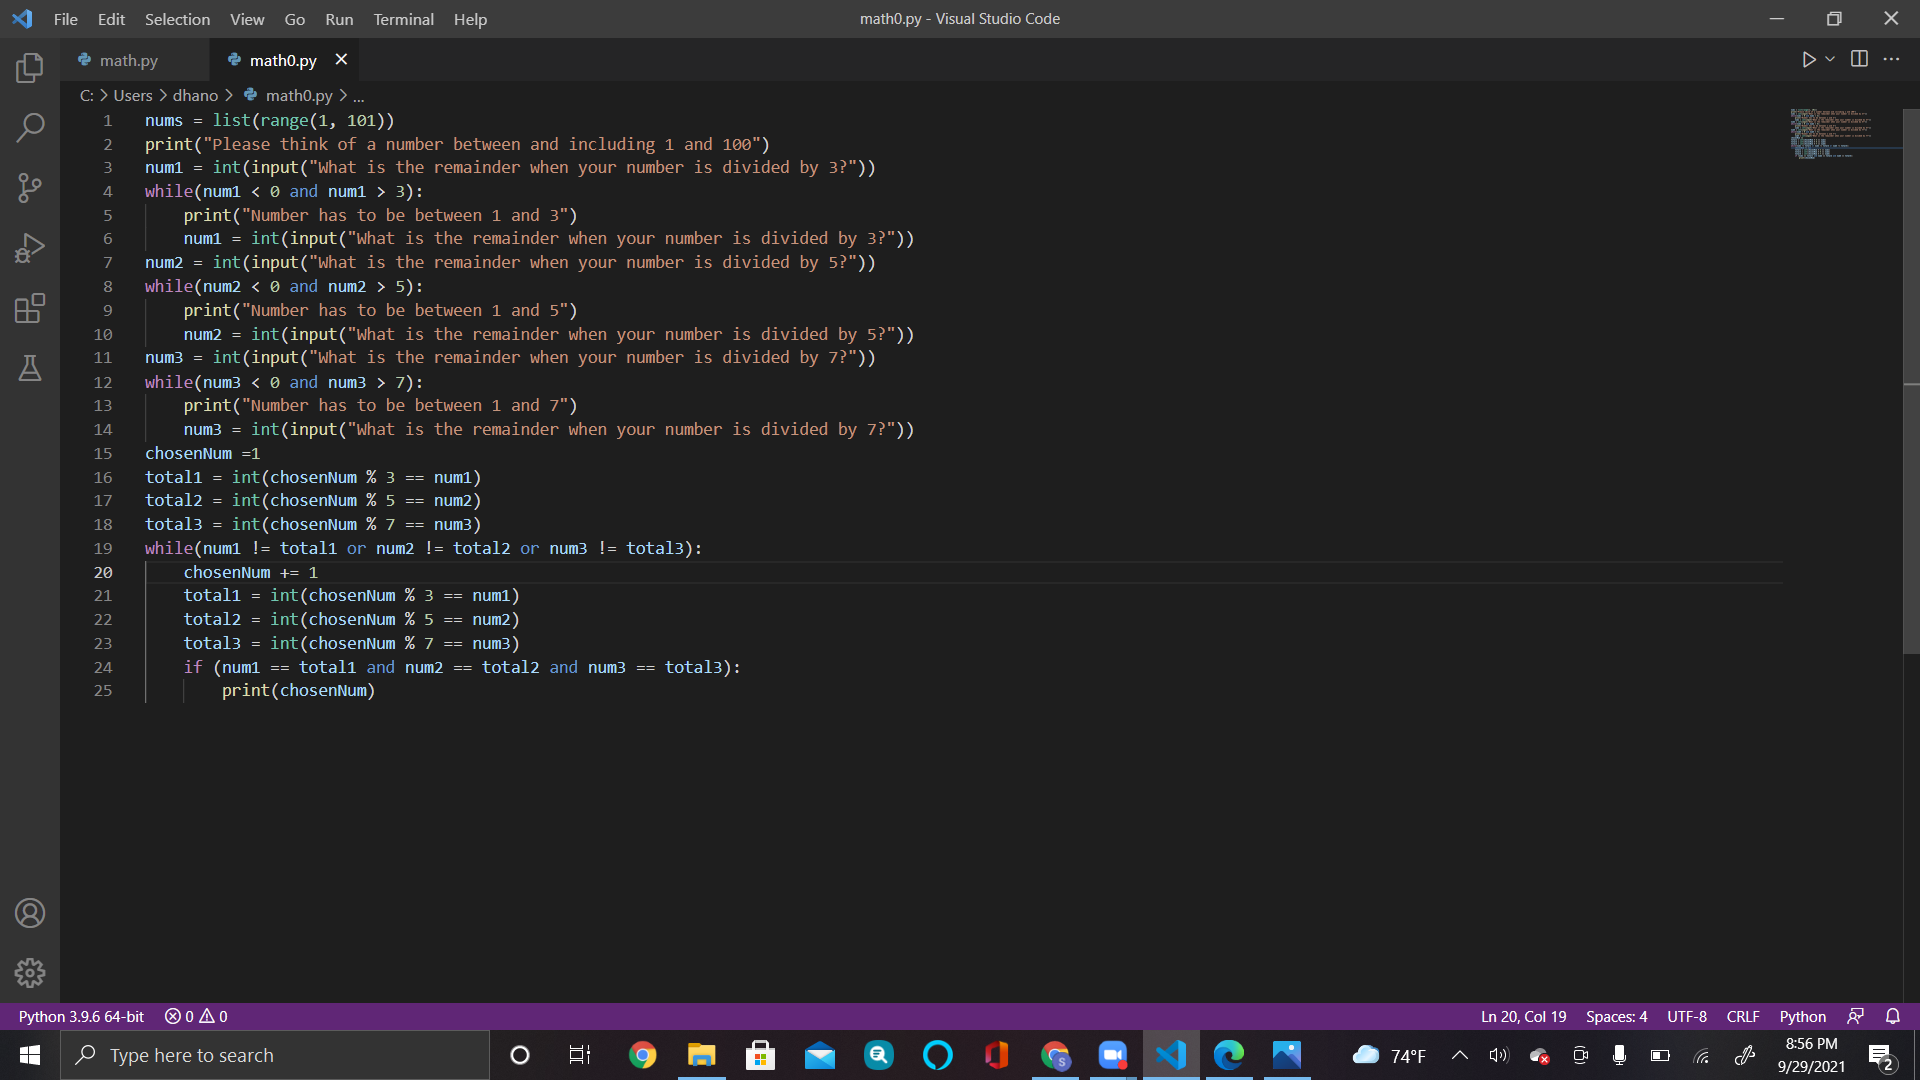 File Edit Selection View Go Run Terminal Help math0.py - Visual Studio Code
math.py math0.py
C: > Users > dhano > math0.py > ...
1 nums = list(range(1, 101))
2 print("Please think of a number between and including 1 and 100")
3 num1 = int(input("What is the remainder when your number is divided by 3?"))
4 while(num1 < 0 and num1 > 3):
5     print("Number has to be between 1 and 3")
6     num1 = int(input("What is the remainder when your number is divided by 3?"))
7 num2 = int(input("What is the remainder when your number is divided by 5?"))
8 while(num2 < 0 and num2 > 5):
9     print("Number has to be between 1 and 5")
10     num2 = int(input("What is the remainder when your number is divided by 5?"))
11 num3 = int(input("What is the remainder when your number is divided by 7?"))
12 while(num3 < 0 and num3 > 7):
13     print("Number has to be between 1 and 7")
14     num3 = int(input("What is the remainder when your number is divided by 7?"))
15 chosenNum =1
16 total1 = int(chosenNum % 3 == num1)
17 total2 = int(chosenNum % 5 == num2)
18 total3 = int(chosenNum % 7 == num3)
19 while(num1 != total1 or num2 != total2 or num3 != total3):
20     chosenNum += 1
21     total1 = int(chosenNum % 3 == num1)
22     total2 = int(chosenNum % 5 == num2)
23     total3 = int(chosenNum % 7 == num3)
24     if (num1 == total1 and num2 == total2 and num3 == total3):
25         print(chosenNum)
Python 3.9.6 64-bit 0 0 Ln 20, Col 19 Spaces: 4 UTF-8 CRLF Python
Type here to search 74°F 8:56 PM
9/29/2021 2